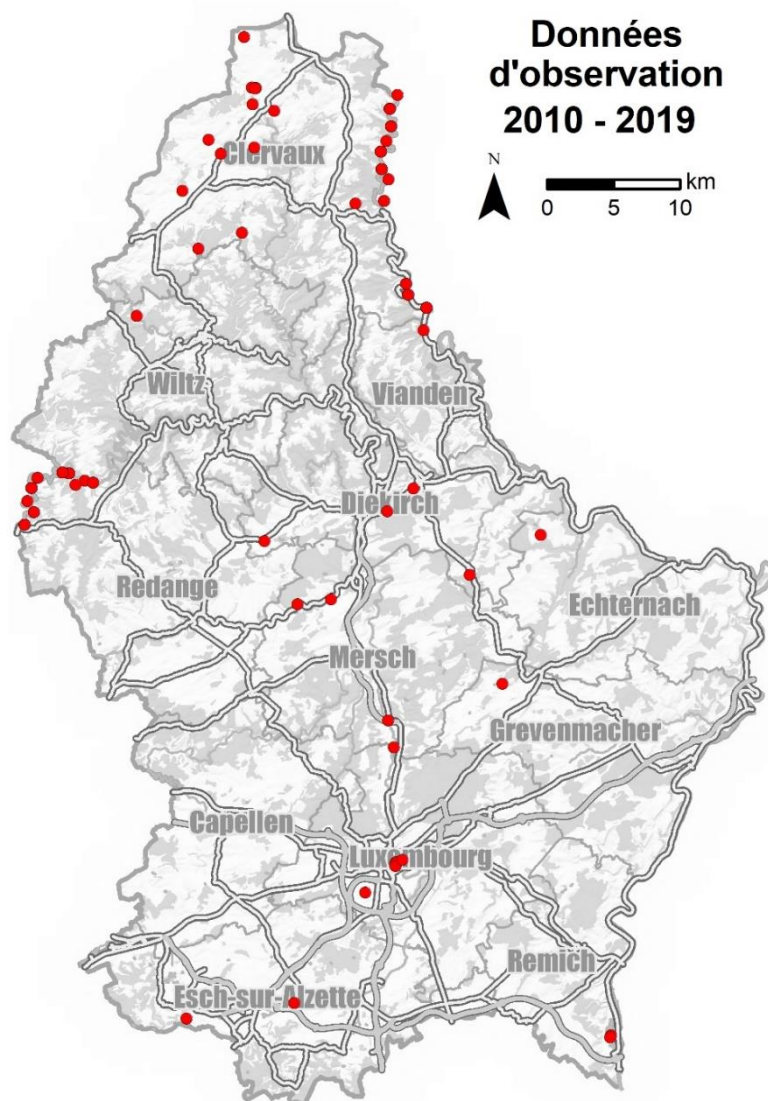 Données
d'observation
2010 - 2019
N
km
0 5 10
Clervaux
Wiltz
Vianden
Diekirch
Redange
Echternach
Mersch
Grevenmacher
Capellen
Luxembourg
Remich
Esch-sur-Alzette